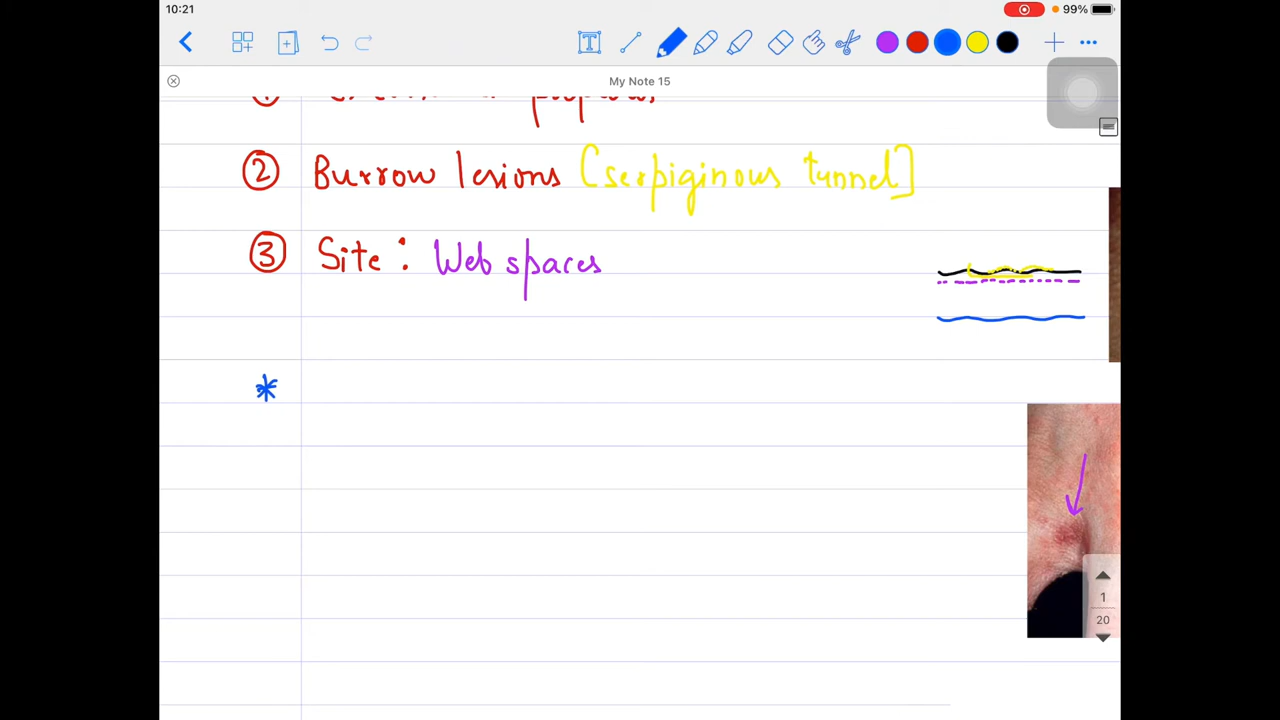 10:21
99%
My Note 15
② Burrow lesions [serpiginous tunnel]
③ Site : Web spaces
*
1
20